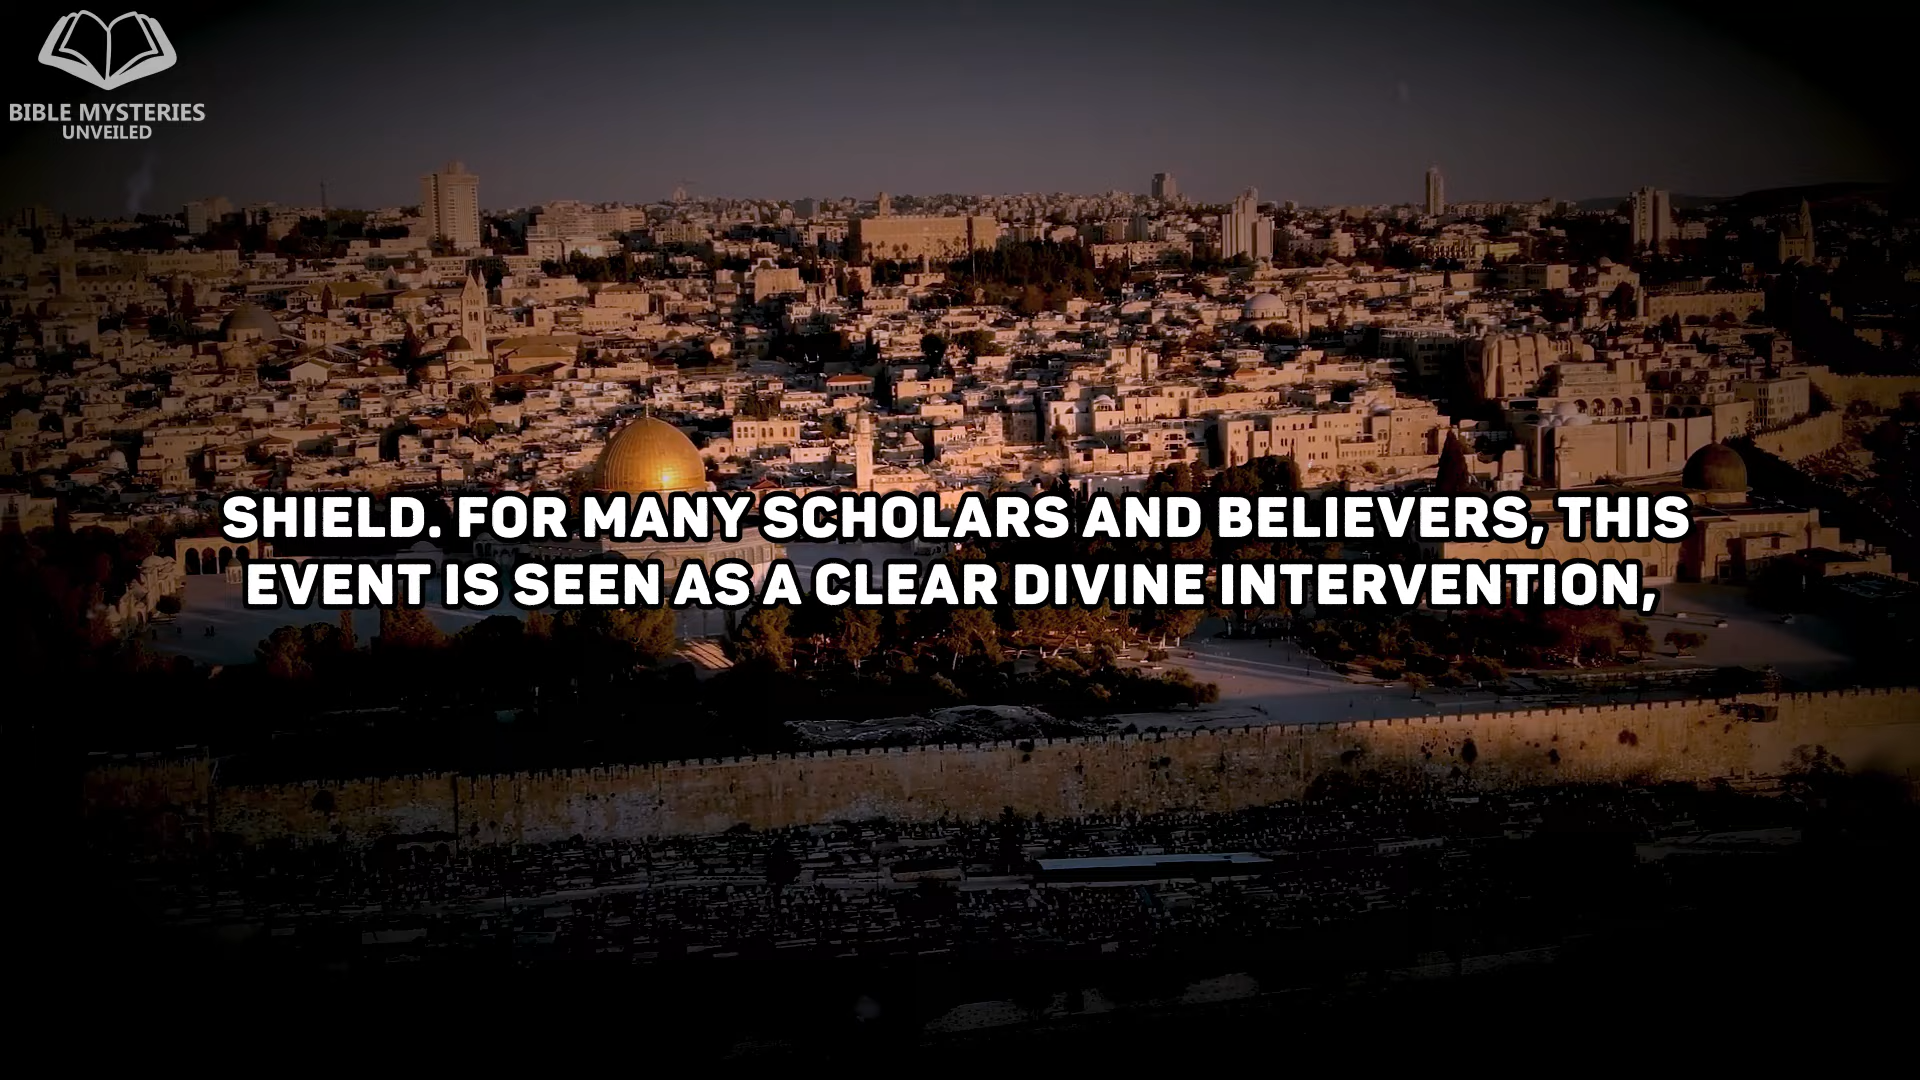 BIBLE MYSTERIES
UNVEILED
SHIELD. FOR MANY SCHOLARS AND BELIEVERS, THIS
EVENT IS SEEN AS A CLEAR DIVINE INTERVENTION,